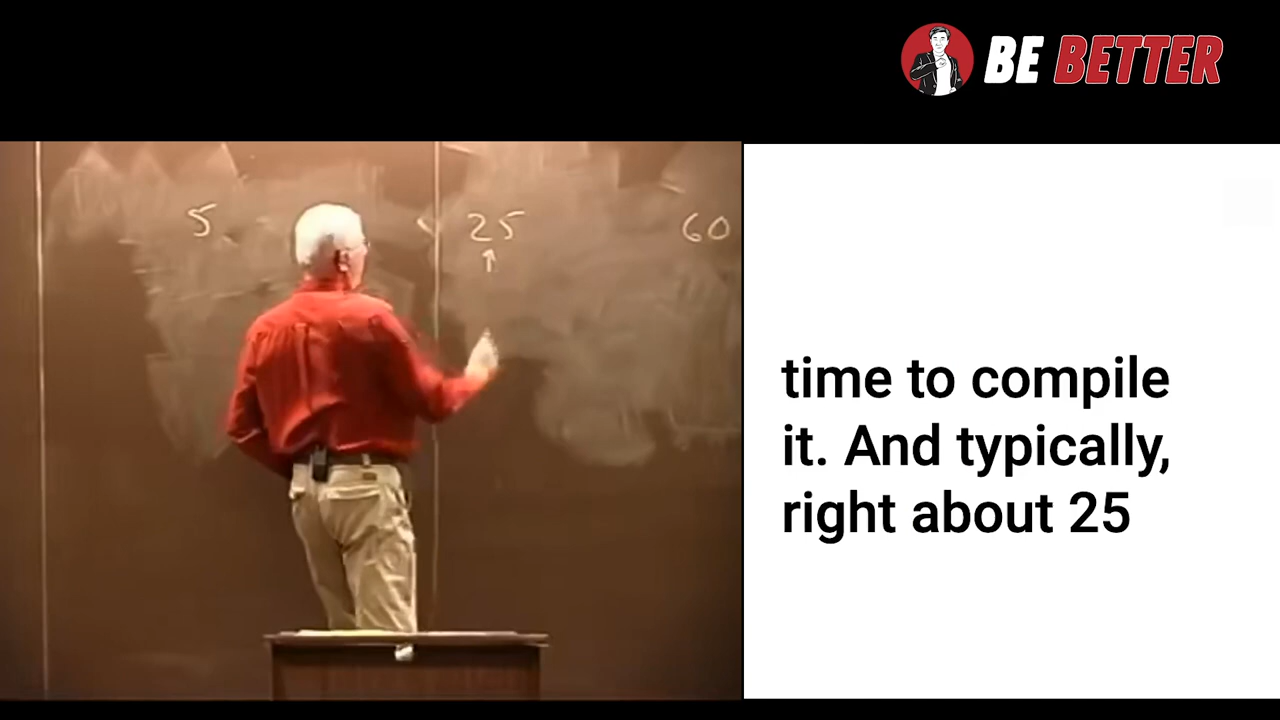 BE BETTER
5 25 60
time to compile
it. And typically,
right about 25